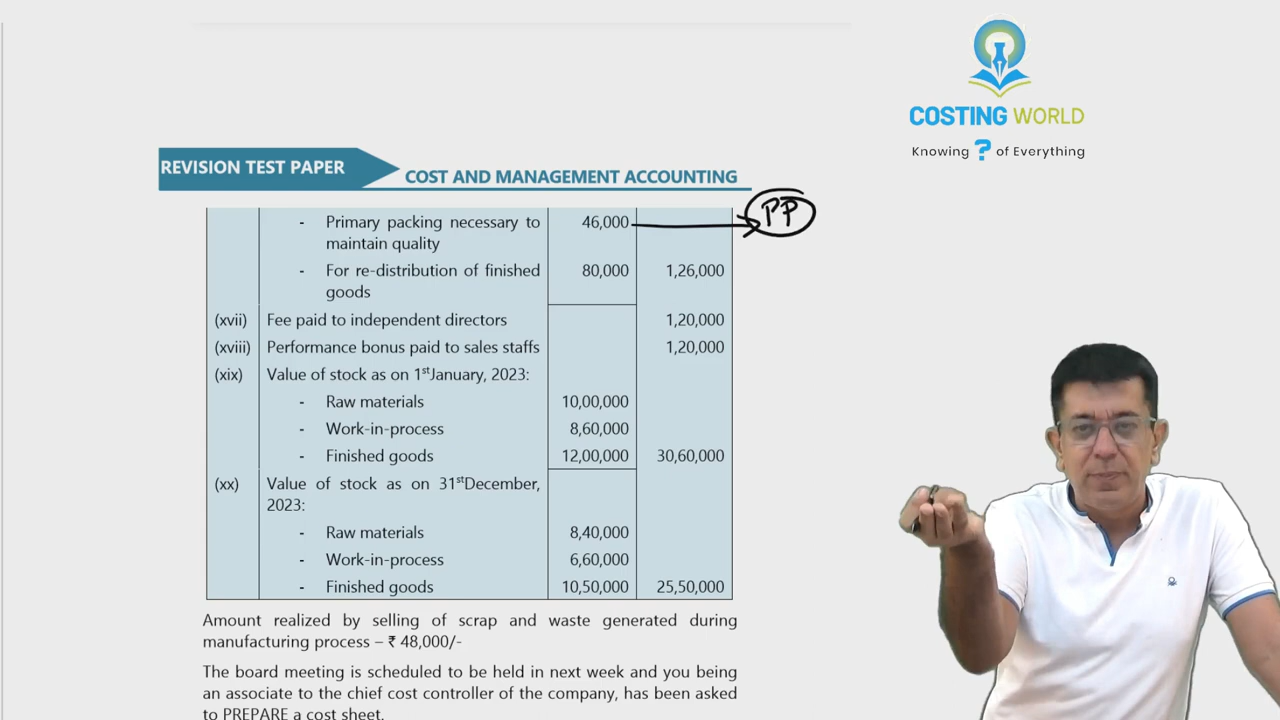 COSTING WORLD
Knowing ? of Everything
REVISION TEST PAPER
COST AND MANAGEMENT ACCOUNTING
- Primary packing necessary to 46,000 PP
maintain quality
- For re-distribution of finished 80,000 1,26,000
goods
(xvii) Fee paid to independent directors 1,20,000
(xviii) Performance bonus paid to sales staffs 1,20,000
(xix) Value of stock as on 1stJanuary, 2023:
- Raw materials 10,00,000
- Work-in-process 8,60,000
- Finished goods 12,00,000 30,60,000
(xx) Value of stock as on 31stDecember,
2023:
- Raw materials 8,40,000
- Work-in-process 6,60,000
- Finished goods 10,50,000 25,50,000
Amount realized by selling of scrap and waste generated during
manufacturing process – ₹ 48,000/-
The board meeting is scheduled to be held in next week and you being
an associate to the chief cost controller of the company, has been asked
to PREPARE a cost sheet.